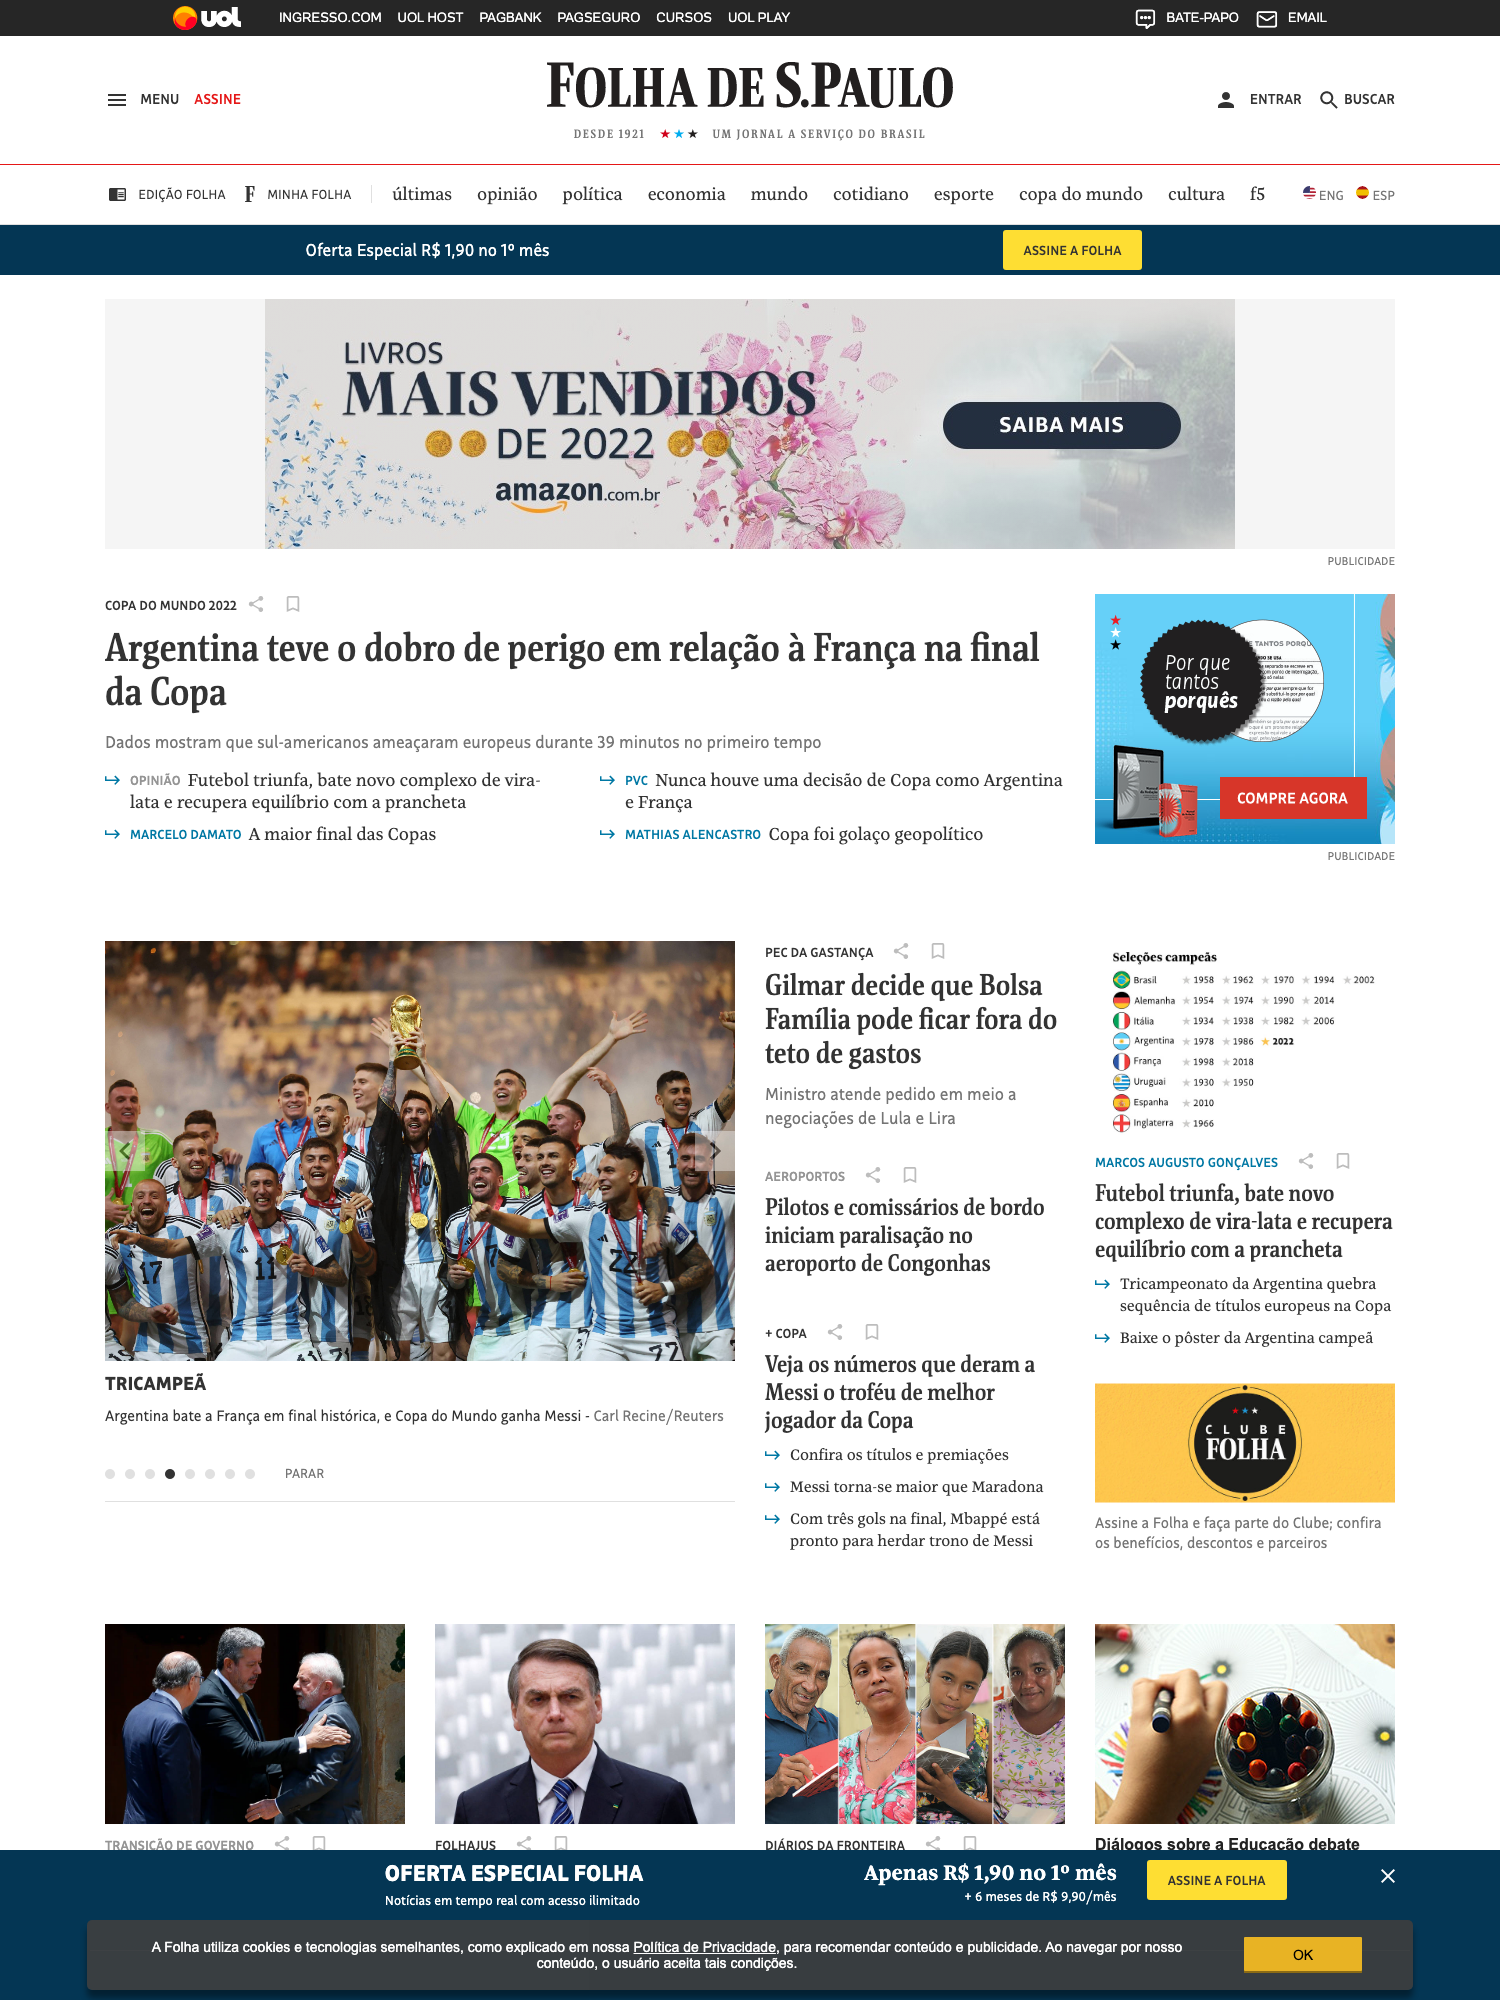 uol INGRESSO.COM UOL HOST PAGBANK PAGSEGURO CURSOS UOL PLAY BATE-PAPO EMAIL
MENU ASSINE
FOLHA DE S.PAULO
DESDE 1921 ★★★ UM JORNAL A SERVIÇO DO BRASIL
ENTRAR BUSCAR
EDIÇÃO FOLHA F MINHA FOLHA últimas opinião política economia mundo cotidiano esporte copa do mundo cultura f5 ENG ESP
Oferta Especial R$ 1,90 no 1º mês ASSINE A FOLHA
LIVROS
MAIS VENDIDOS
DE 2022
amazon.com.br
SAIBA MAIS
PUBLICIDADE
COPA DO MUNDO 2022
Argentina teve o dobro de perigo em relação à França na final
da Copa
Dados mostram que sul-americanos ameaçaram europeus durante 39 minutos no primeiro tempo
OPINIÃO Futebol triunfa, bate novo complexo de vira-
lata e recupera equilíbrio com a prancheta
MARCELO DAMATO A maior final das Copas
PVC Nunca houve uma decisão de Copa como Argentina
e França
MATHIAS ALENCASTRO Copa foi golaço geopolítico
Por que
tantos
porquês
COMPRE AGORA
PUBLICIDADE
17
11
22
TRICAMPEÃ
Argentina bate a França em final histórica, e Copa do Mundo ganha Messi - Carl Recine/Reuters
PARAR
PEC DA GASTANÇA
Gilmar decide que Bolsa
Família pode ficar fora do
teto de gastos
Ministro atende pedido em meio a
negociações de Lula e Lira
AEROPORTOS
Pilotos e comissários de bordo
iniciam paralisação no
aeroporto de Congonhas
+ COPA
Veja os números que deram a
Messi o troféu de melhor
jogador da Copa
Confira os títulos e premiações
Messi torna-se maior que Maradona
Com três gols na final, Mbappé está
pronto para herdar trono de Messi
Seleções campeãs
Brasil ★ 1958 ★ 1962 ★ 1970 ★ 1994 ★ 2002
Alemanha ★ 1954 ★ 1974 ★ 1990 ★ 2014
Itália ★ 1934 ★ 1938 ★ 1982 ★ 2006
Argentina ★ 1978 ★ 1986 ★ 2022
França ★ 1998 ★ 2018
Uruguai ★ 1930 ★ 1950
Espanha ★ 2010
Inglaterra ★ 1966
MARCOS AUGUSTO GONÇALVES
Futebol triunfa, bate novo
complexo de vira-lata e recupera
equilíbrio com a prancheta
Tricampeonato da Argentina quebra
sequência de títulos europeus na Copa
Baixe o pôster da Argentina campeã
CLUBE
FOLHA
Assine a Folha e faça parte do Clube; confira
os benefícios, descontos e parceiros
TRANSIÇÃO DE GOVERNO
FOLHAJUS
DIÁRIOS DA FRONTEIRA
Diálogos sobre a Educação debate
OFERTA ESPECIAL FOLHA
Notícias em tempo real com acesso ilimitado
Apenas R$ 1,90 no 1º mês
+ 6 meses de R$ 9,90/mês
ASSINE A FOLHA
A Folha utiliza cookies e tecnologias semelhantes, como explicado em nossa Política de Privacidade, para recomendar conteúdo e publicidade. Ao navegar por nosso
conteúdo, o usuário aceita tais condições.
OK